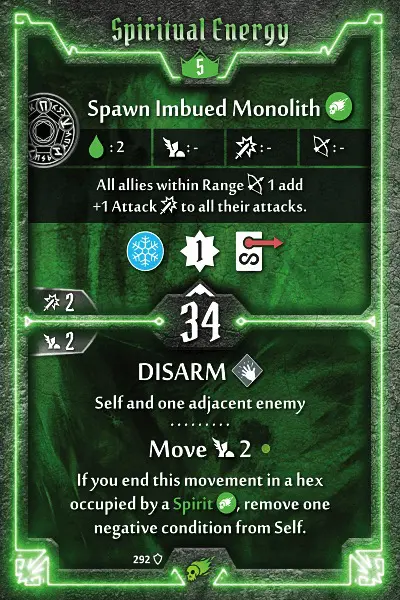 Spiritual Energy
5
Spawn Imbued Monolith
: 2 : - : - : -
All allies within Range 1 add
+1 Attack to all their attacks.
1
2
34
2
DISARM
Self and one adjacent enemy
Move 2
If you end this movement in a hex
occupied by a Spirit , remove one
negative condition from Self.
292